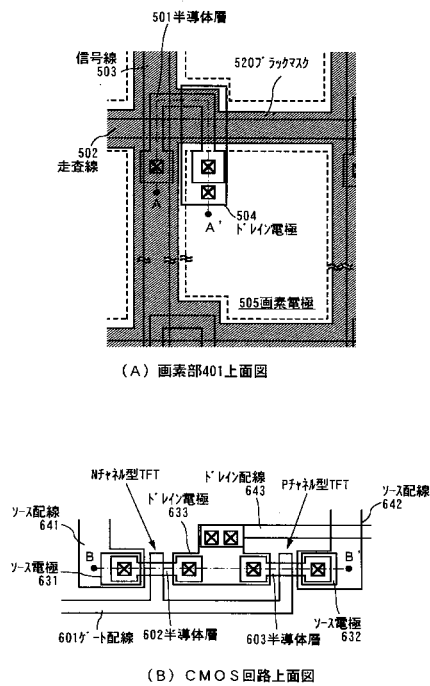 501半導体層
信号線
503
520ﾌﾞﾗｯｸﾏｽｸ
502
走査線
A
A'
504
ﾄﾞﾚｲﾝ電極
505画素電極
(A) 画素部401上面図
Nﾁｬﾈﾙ型TFT
ﾄﾞﾚｲﾝ配線
643
Pﾁｬﾈﾙ型TFT
ｿｰｽ配線
642
ｿｰｽ配線
641
ﾄﾞﾚｲﾝ電極
633
B
B'
ｿｰｽ電極
631
601ｹﾞｰﾄ配線
602半導体層
603半導体層
ｿｰｽ電極
632
(B) CMOS回路上面図